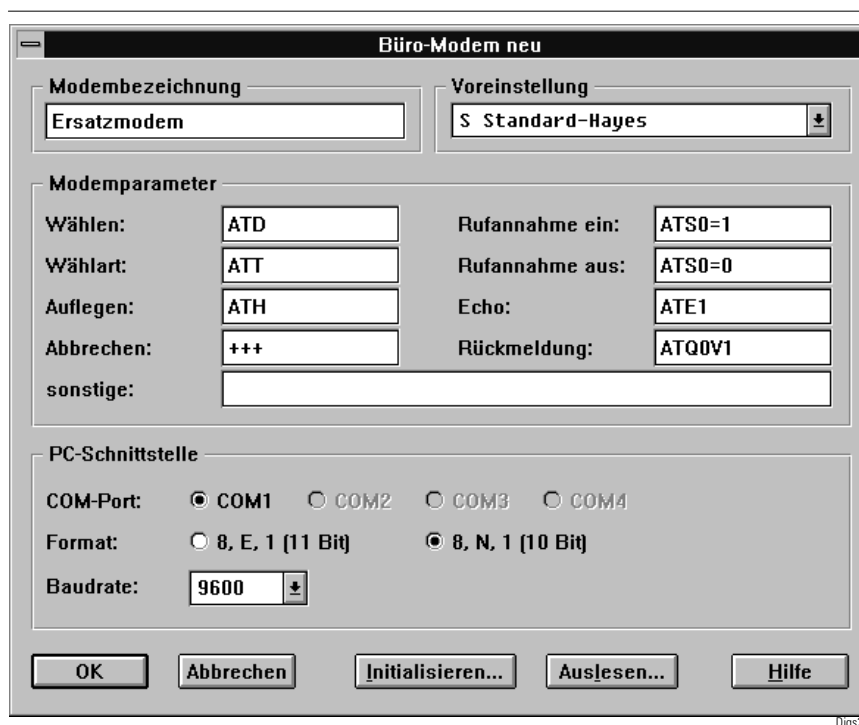 Büro-Modem neu
Modembezeichnung
Ersatzmodem
Voreinstellung
S Standard-Hayes
Modemparameter
Wählen: ATD Rufannahme ein: ATS0=1
Wählart: ATT Rufannahme aus: ATS0=0
Auflegen: ATH Echo: ATE1
Abbrechen: +++ Rückmeldung: ATQ0V1
sonstige:
PC-Schnittstelle
COM-Port: COM1 COM2 COM3 COM4
Format: 8, E, 1 (11 Bit) 8, N, 1 (10 Bit)
Baudrate: 9600
OK Abbrechen Initialisieren... Auslesen... Hilfe